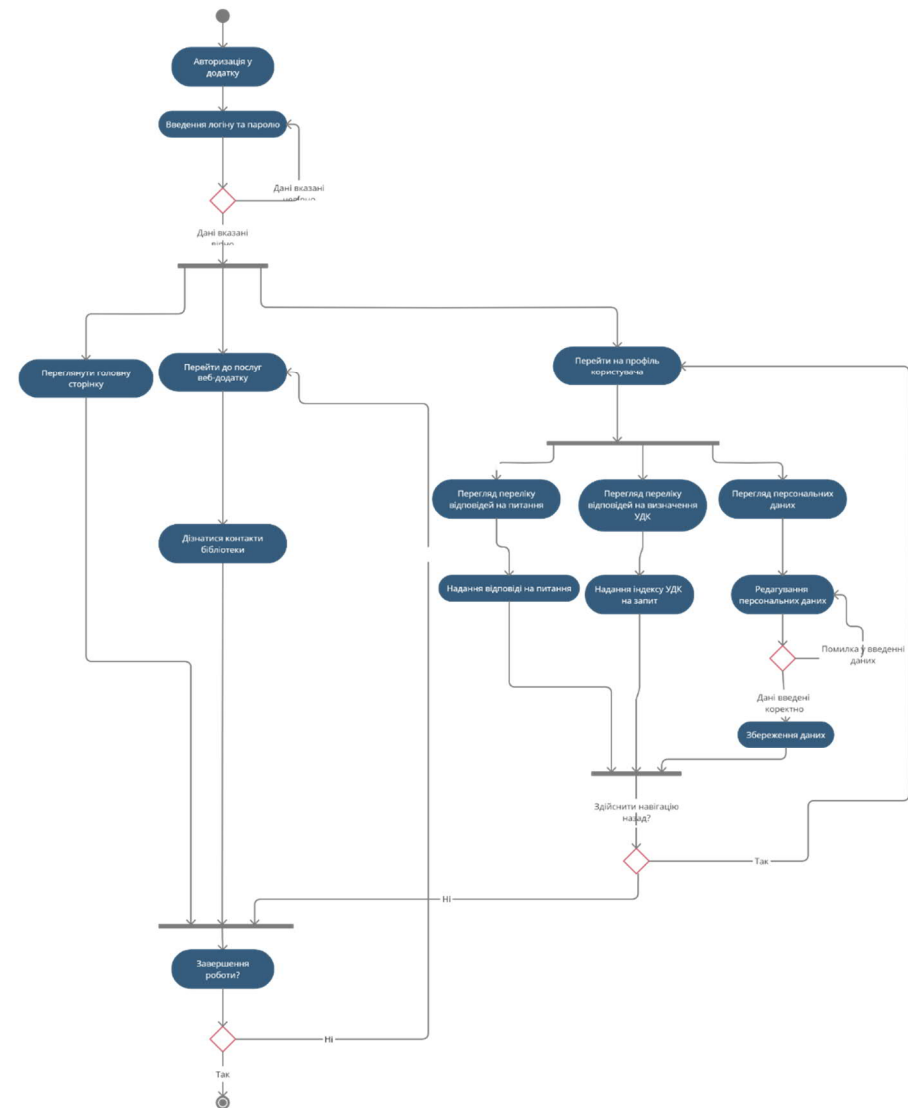 Авторизація у
додатку
Введення логіну та паролю
Дані вказані
Дані вказані
Переглянути головну
сторінку
Перейти до послуг
веб-додатку
Перейти на профіль
користувача
Перегляд переліку
відповідей на питання
Перегляд переліку
відповідей на визначення
УДК
Перегляд персональних
даних
Дізнатися контакти
бібліотеки
Надання відповіді на питання
Надання індексу УДК
на запит
Редагування
персональних даних
Помилка у введенні
даних
Дані введені
коректно
Збереження даних
Здійснити навігацію
назад?
Так
Ні
Завершення
роботи?
Ні
Так